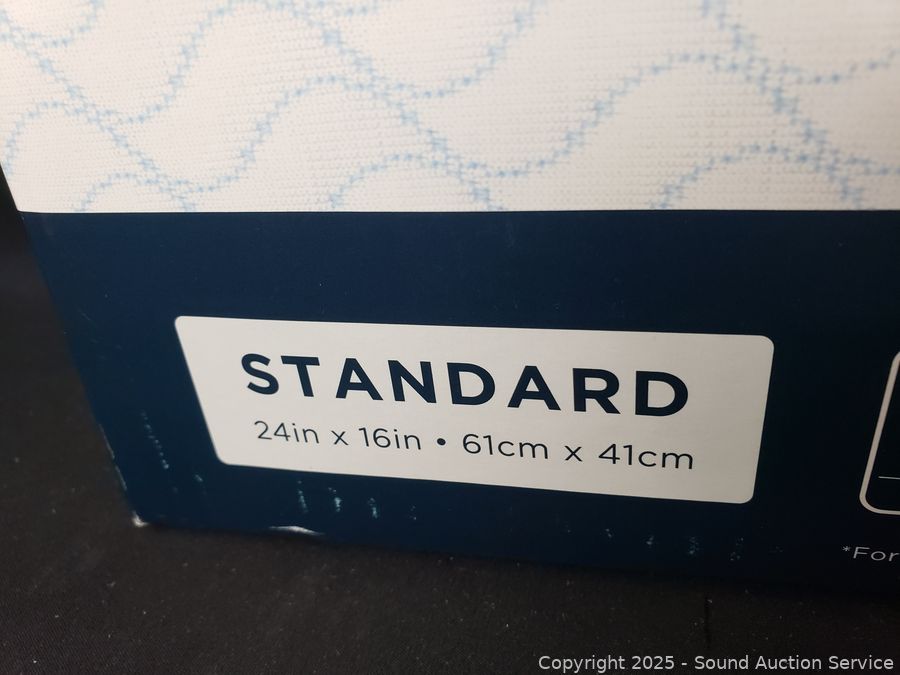 STANDARD
24in x 16in • 61cm x 41cm
*For
Copyright 2025 - Sound Auction Service